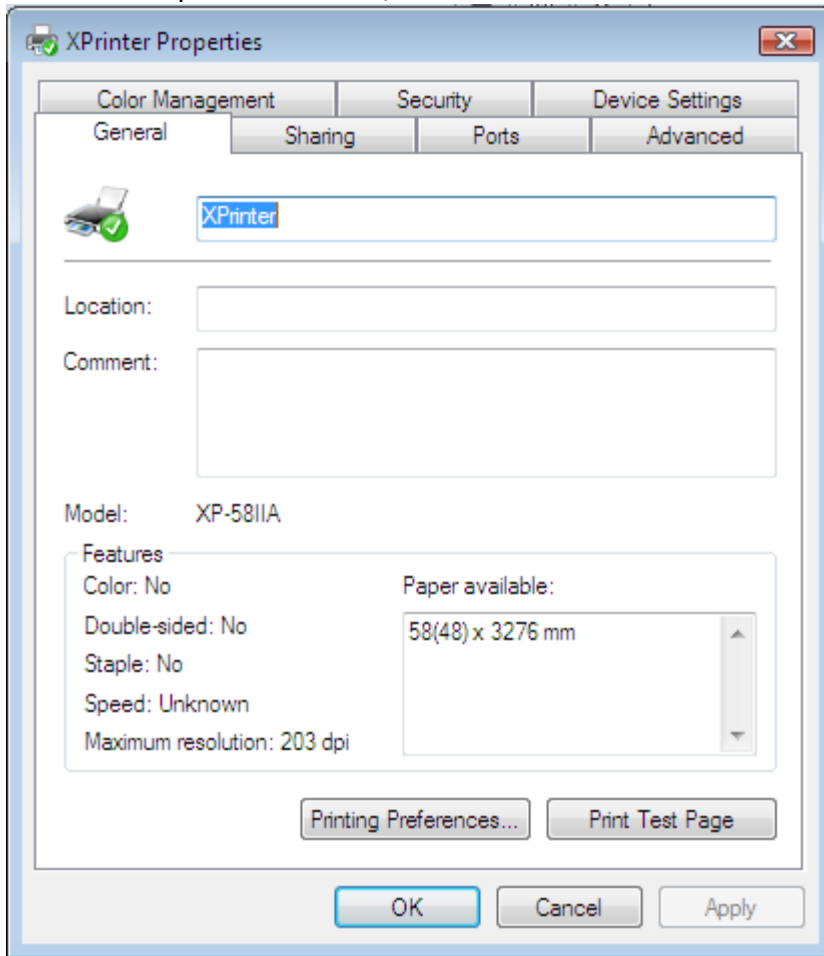 XPrinter Properties
Color Management Security Device Settings
General Sharing Ports Advanced
XPrinter
Location:
Comment:
Model: XP-58IIA
Features
Color: No Paper available:
Double-sided: No 58(48) x 3276 mm
Staple: No
Speed: Unknown
Maximum resolution: 203 dpi
Printing Preferences... Print Test Page
OK Cancel Apply